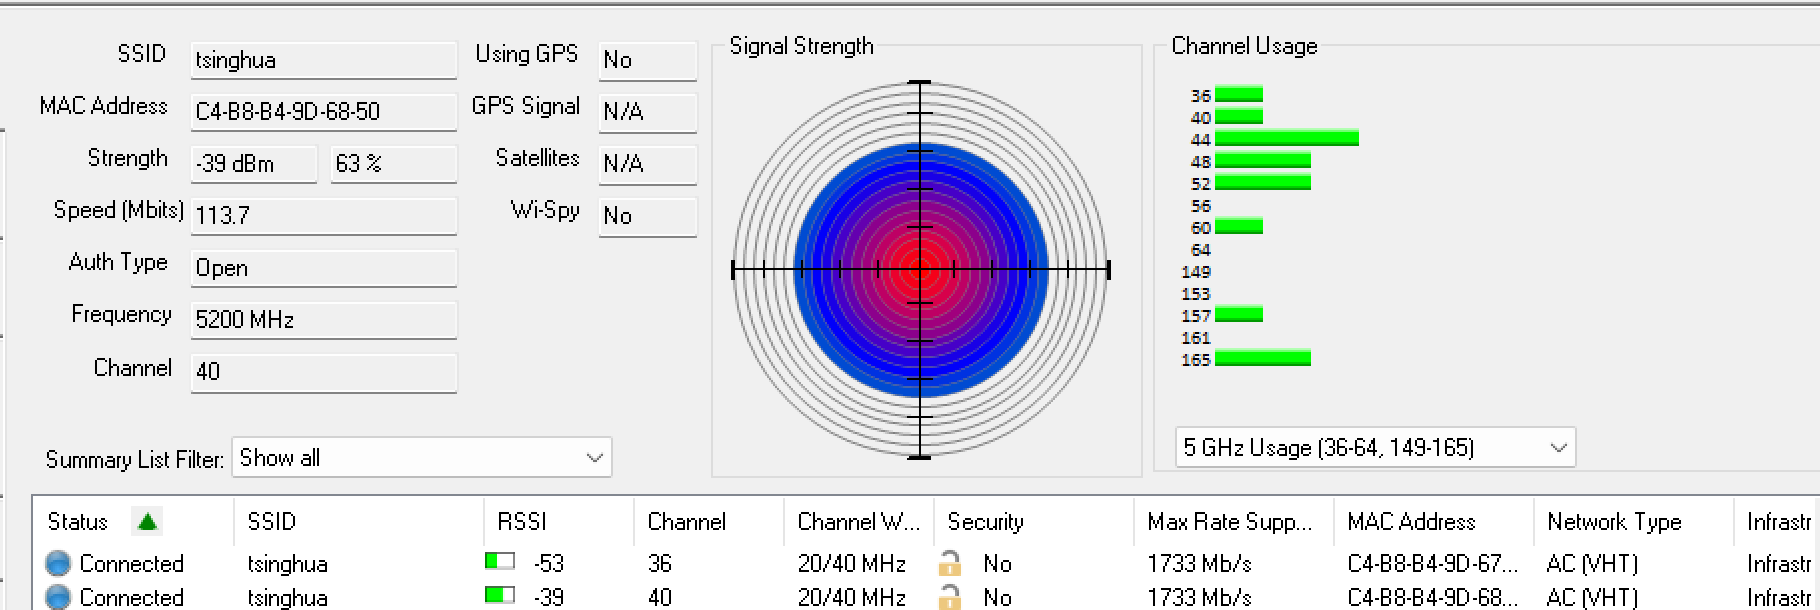 SSID tsinghua Using GPS No Signal Strength Channel Usage
MAC Address C4-B8-B4-9D-68-50 GPS Signal N/A
Strength -39 dBm 63 % Satellites N/A
Speed (Mbits) 113.7 Wi-Spy No
Auth Type Open
Frequency 5200 MHz
Channel 40
36
40
44
48
52
56
60
64
149
153
157
161
165
Summary List Filter: Show all 5 GHz Usage (36-64, 149-165)
Status SSID RSSI Channel Channel W... Security Max Rate Supp... MAC Address Network Type Infrastr
Connected tsinghua -53 36 20/40 MHz No 1733 Mb/s C4-B8-B4-9D-67... AC (VHT) Infrastr
Connected tsinghua -39 40 20/40 MHz No 1733 Mb/s C4-B8-B4-9D-68... AC (VHT) Infrastr